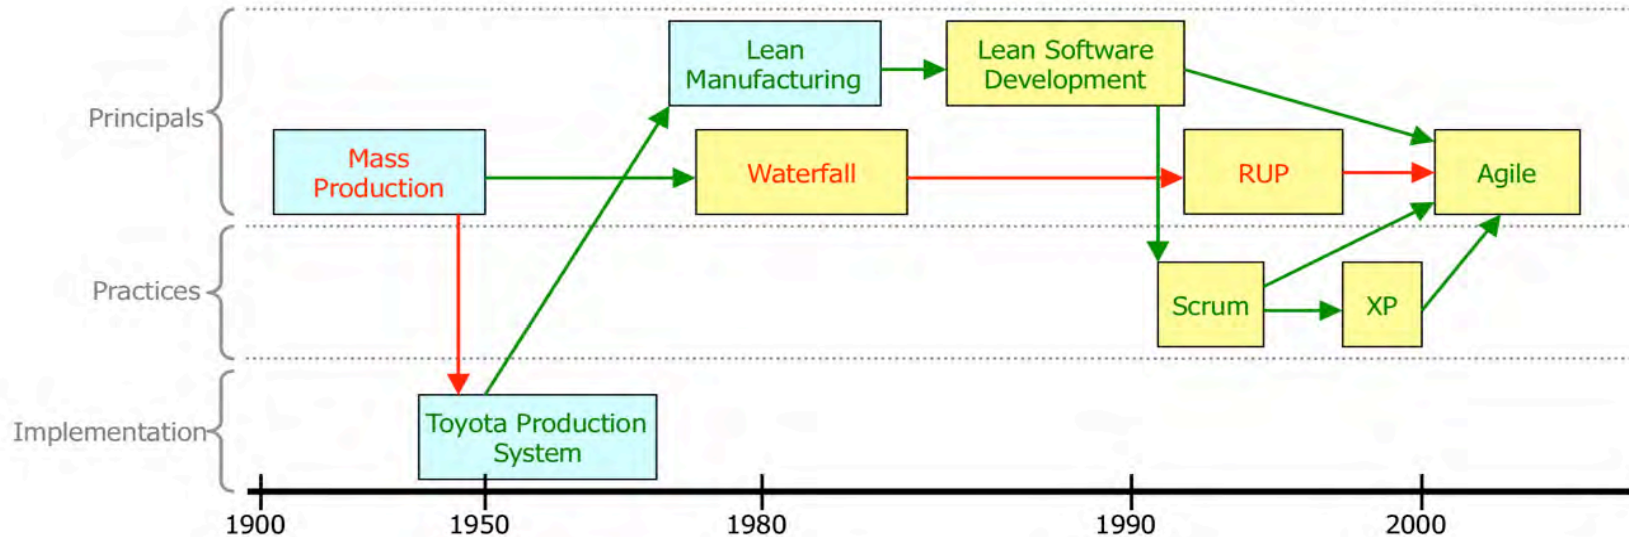 Lean
Manufacturing
Lean Software
Development
Principals
Mass
Production
Waterfall
RUP
Agile
Practices
Scrum
XP
Implementation
Toyota Production
System
1900
1950
1980
1990
2000